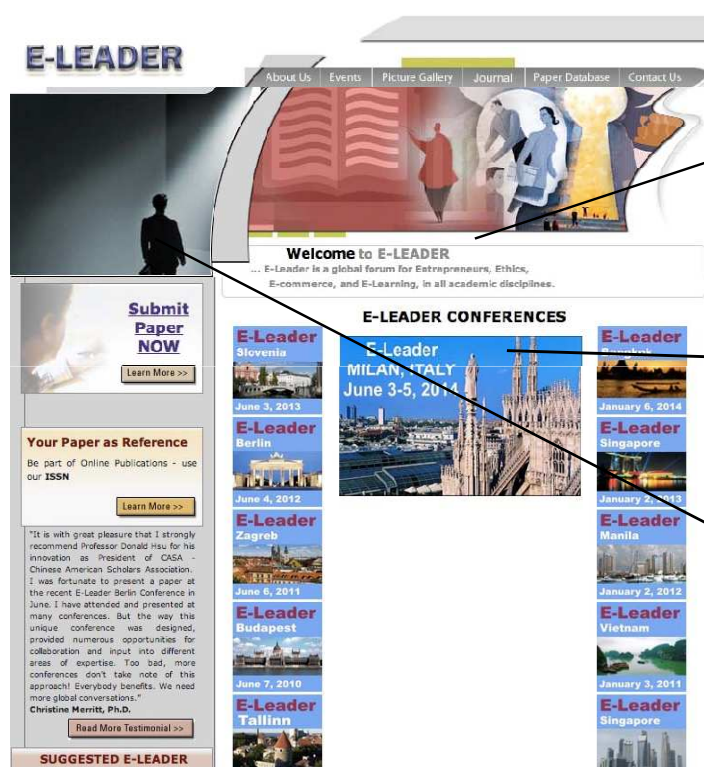 E-LEADER
About Us
Events
Picture Gallery
Journal
Paper Database
Contact Us
Welcome to E-LEADER
... E-Leader is a global forum for Entrepreneurs, Ethics,
E-commerce, and E-Learning, in all academic disciplines.
Submit
Paper
NOW
Learn More >>
Your Paper as Reference
Be part of Online Publications - use
our ISSN
Learn More >>
"It is with great pleasure that I strongly
recommend Professor Donald Hsu for his
innovation as President of CASA -
Chinese American Scholars Association.
I was fortunate to present a paper at
the recent E-Leader Berlin Conference in
June. I have attended and presented at
many conferences. But the way this
unique conference was designed,
provided numerous opportunities for
collaboration and input into different
areas of expertise. Too bad, more
conferences don't take note of this
approach! Everybody benefits. We need
more global conversations."
Christine Merritt, Ph.D.
Read More Testimonial >>
SUGGESTED E-LEADER
E-LEADER CONFERENCES
E-Leader
Slovenia
June 3, 2013
E-Leader
Berlin
June 4, 2012
E-Leader
Zagreb
June 6, 2011
E-Leader
Budapest
June 7, 2010
E-Leader
Tallinn
E-Leader
MILAN, ITALY
June 3-5, 2014
E-Leader
Bangkok
January 6, 2014
E-Leader
Singapore
January 2, 2013
E-Leader
Manila
January 2, 2012
E-Leader
Vietnam
January 3, 2011
E-Leader
Singapore